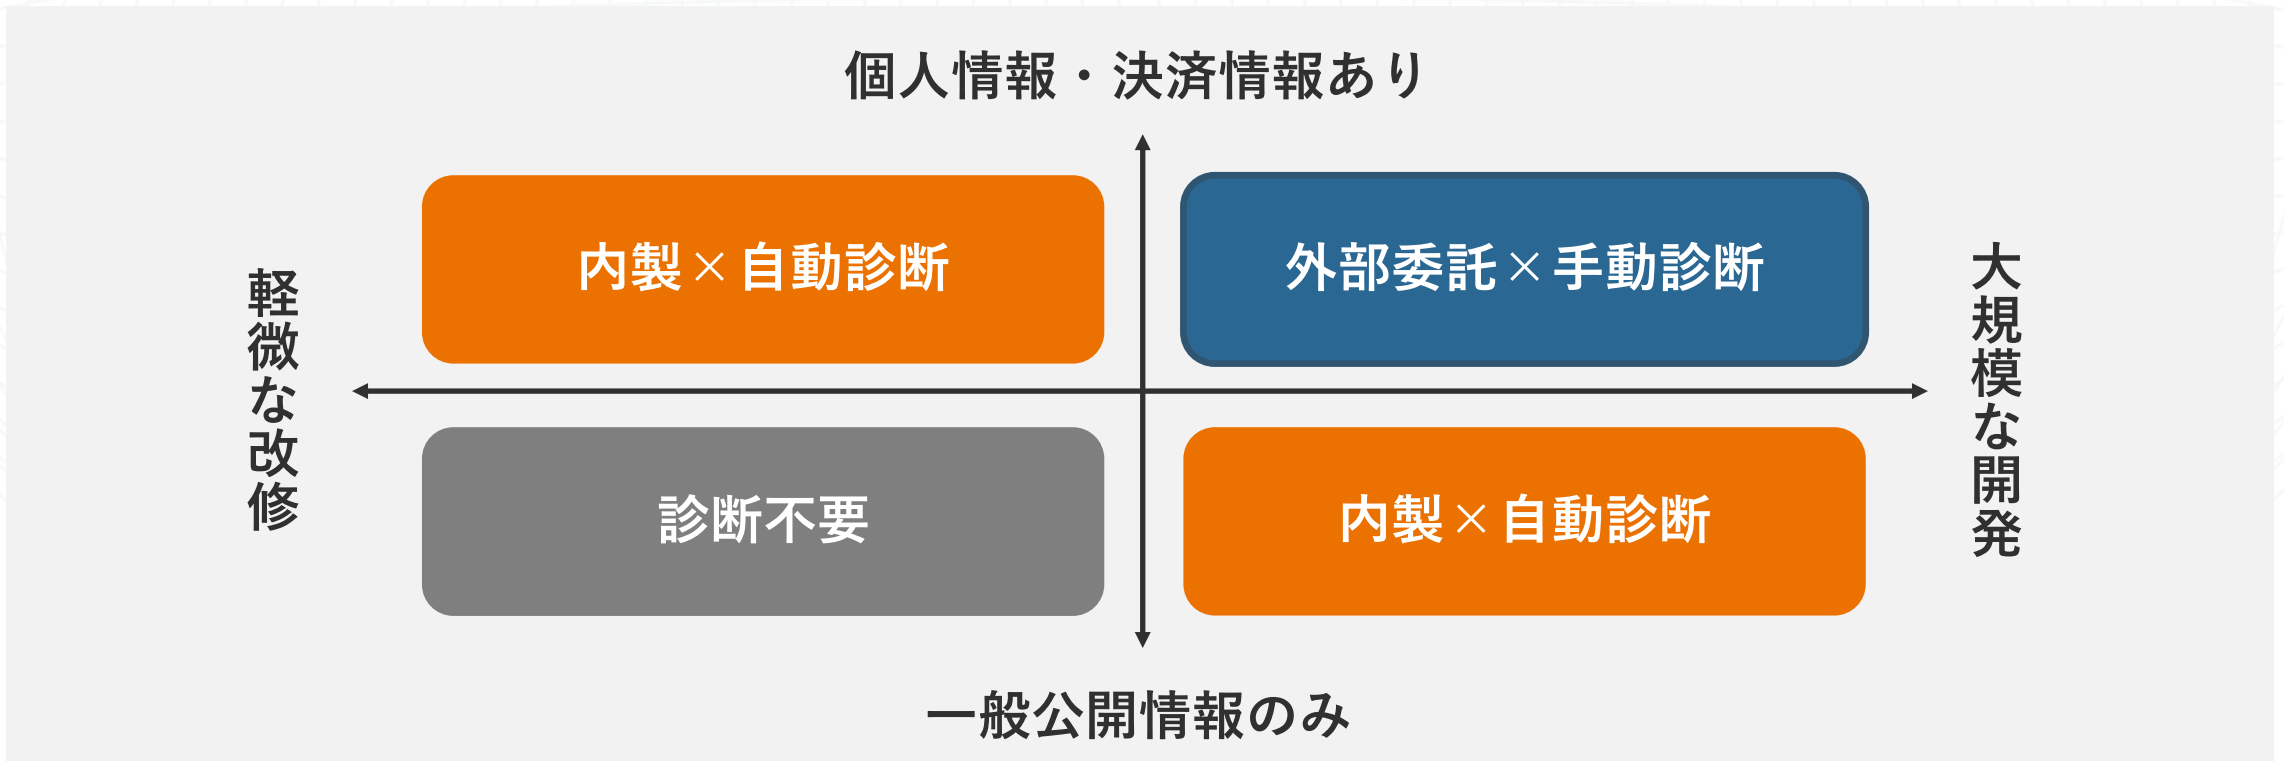 個人情報・決済情報あり
内製×自動診断
外部委託×手動診断
軽微な改修
大規模な開発
診断不要
内製×自動診断
一般公開情報のみ